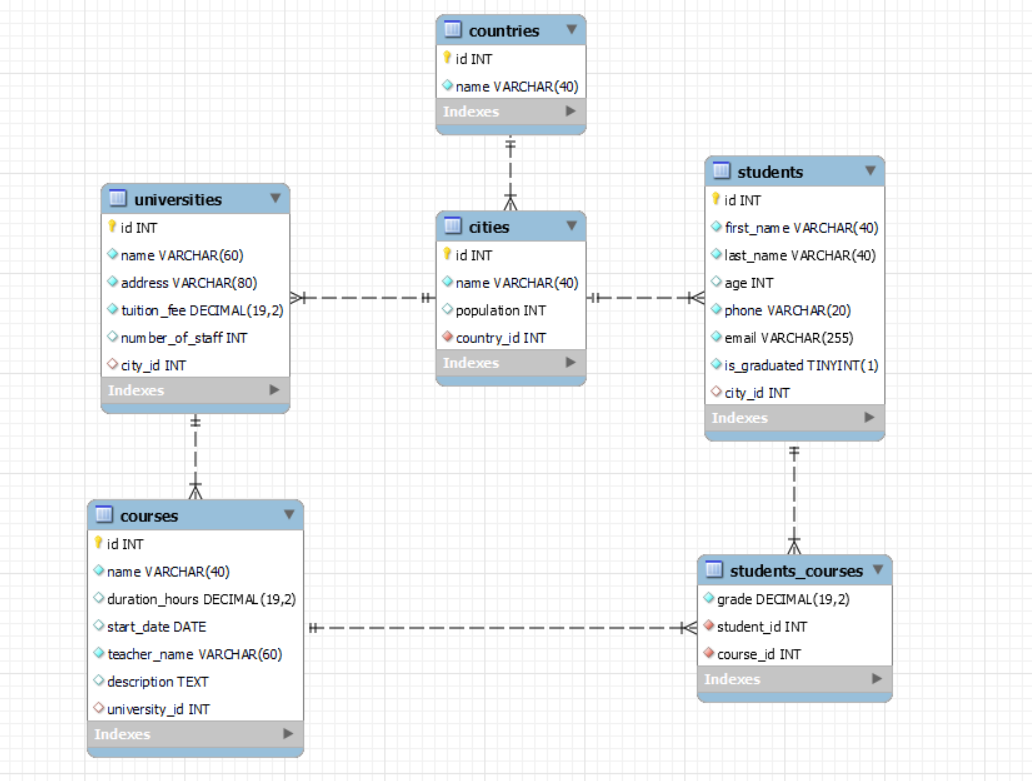 countries
id INT
name VARCHAR(40)
Indexes
universities
id INT
name VARCHAR(60)
address VARCHAR(80)
tuition_fee DECIMAL(19,2)
number_of_staff INT
city_id INT
Indexes
cities
id INT
name VARCHAR(40)
population INT
country_id INT
Indexes
students
id INT
first_name VARCHAR(40)
last_name VARCHAR(40)
age INT
phone VARCHAR(20)
email VARCHAR(255)
is_graduated TINYINT(1)
city_id INT
Indexes
courses
id INT
name VARCHAR(40)
duration_hours DECIMAL(19,2)
start_date DATE
teacher_name VARCHAR(60)
description TEXT
university_id INT
Indexes
students_courses
grade DECIMAL(19,2)
student_id INT
course_id INT
Indexes